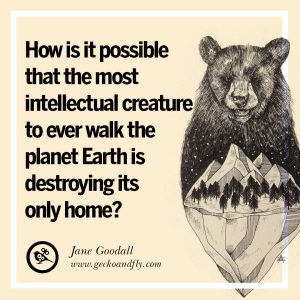 How is it possible
that the most
intellectual creature
to ever walk the
planet Earth is
destroying its
only home?
Jane Goodall
www.geckoandfly.com